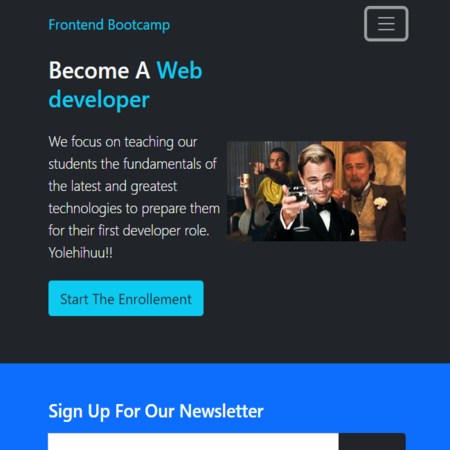 Frontend Bootcamp
Become A Web
developer
We focus on teaching our
students the fundamentals of
the latest and greatest
technologies to prepare them
for their first developer role.
Yolehihuu!!
Start The Enrollement
Sign Up For Our Newsletter